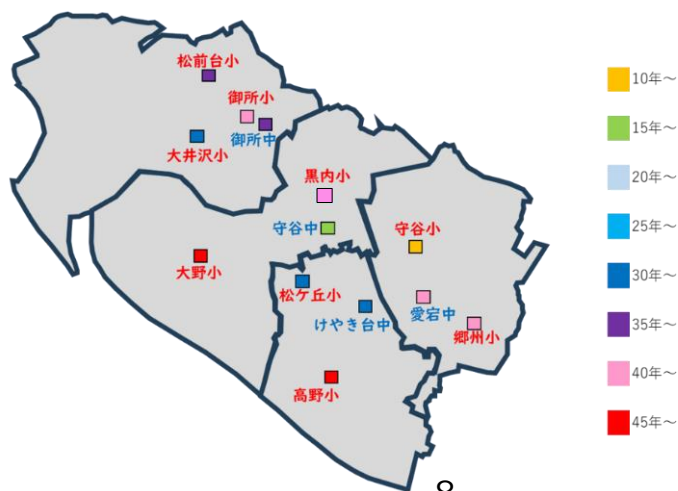 松前台小
御所小
御所中
大井沢小
黒内小
守谷中
守谷小
大野小
松ケ丘小
けやき台中
愛宕中
郷州小
高野小
10年~
15年~
20年~
25年~
30年~
35年~
40年~
45年~